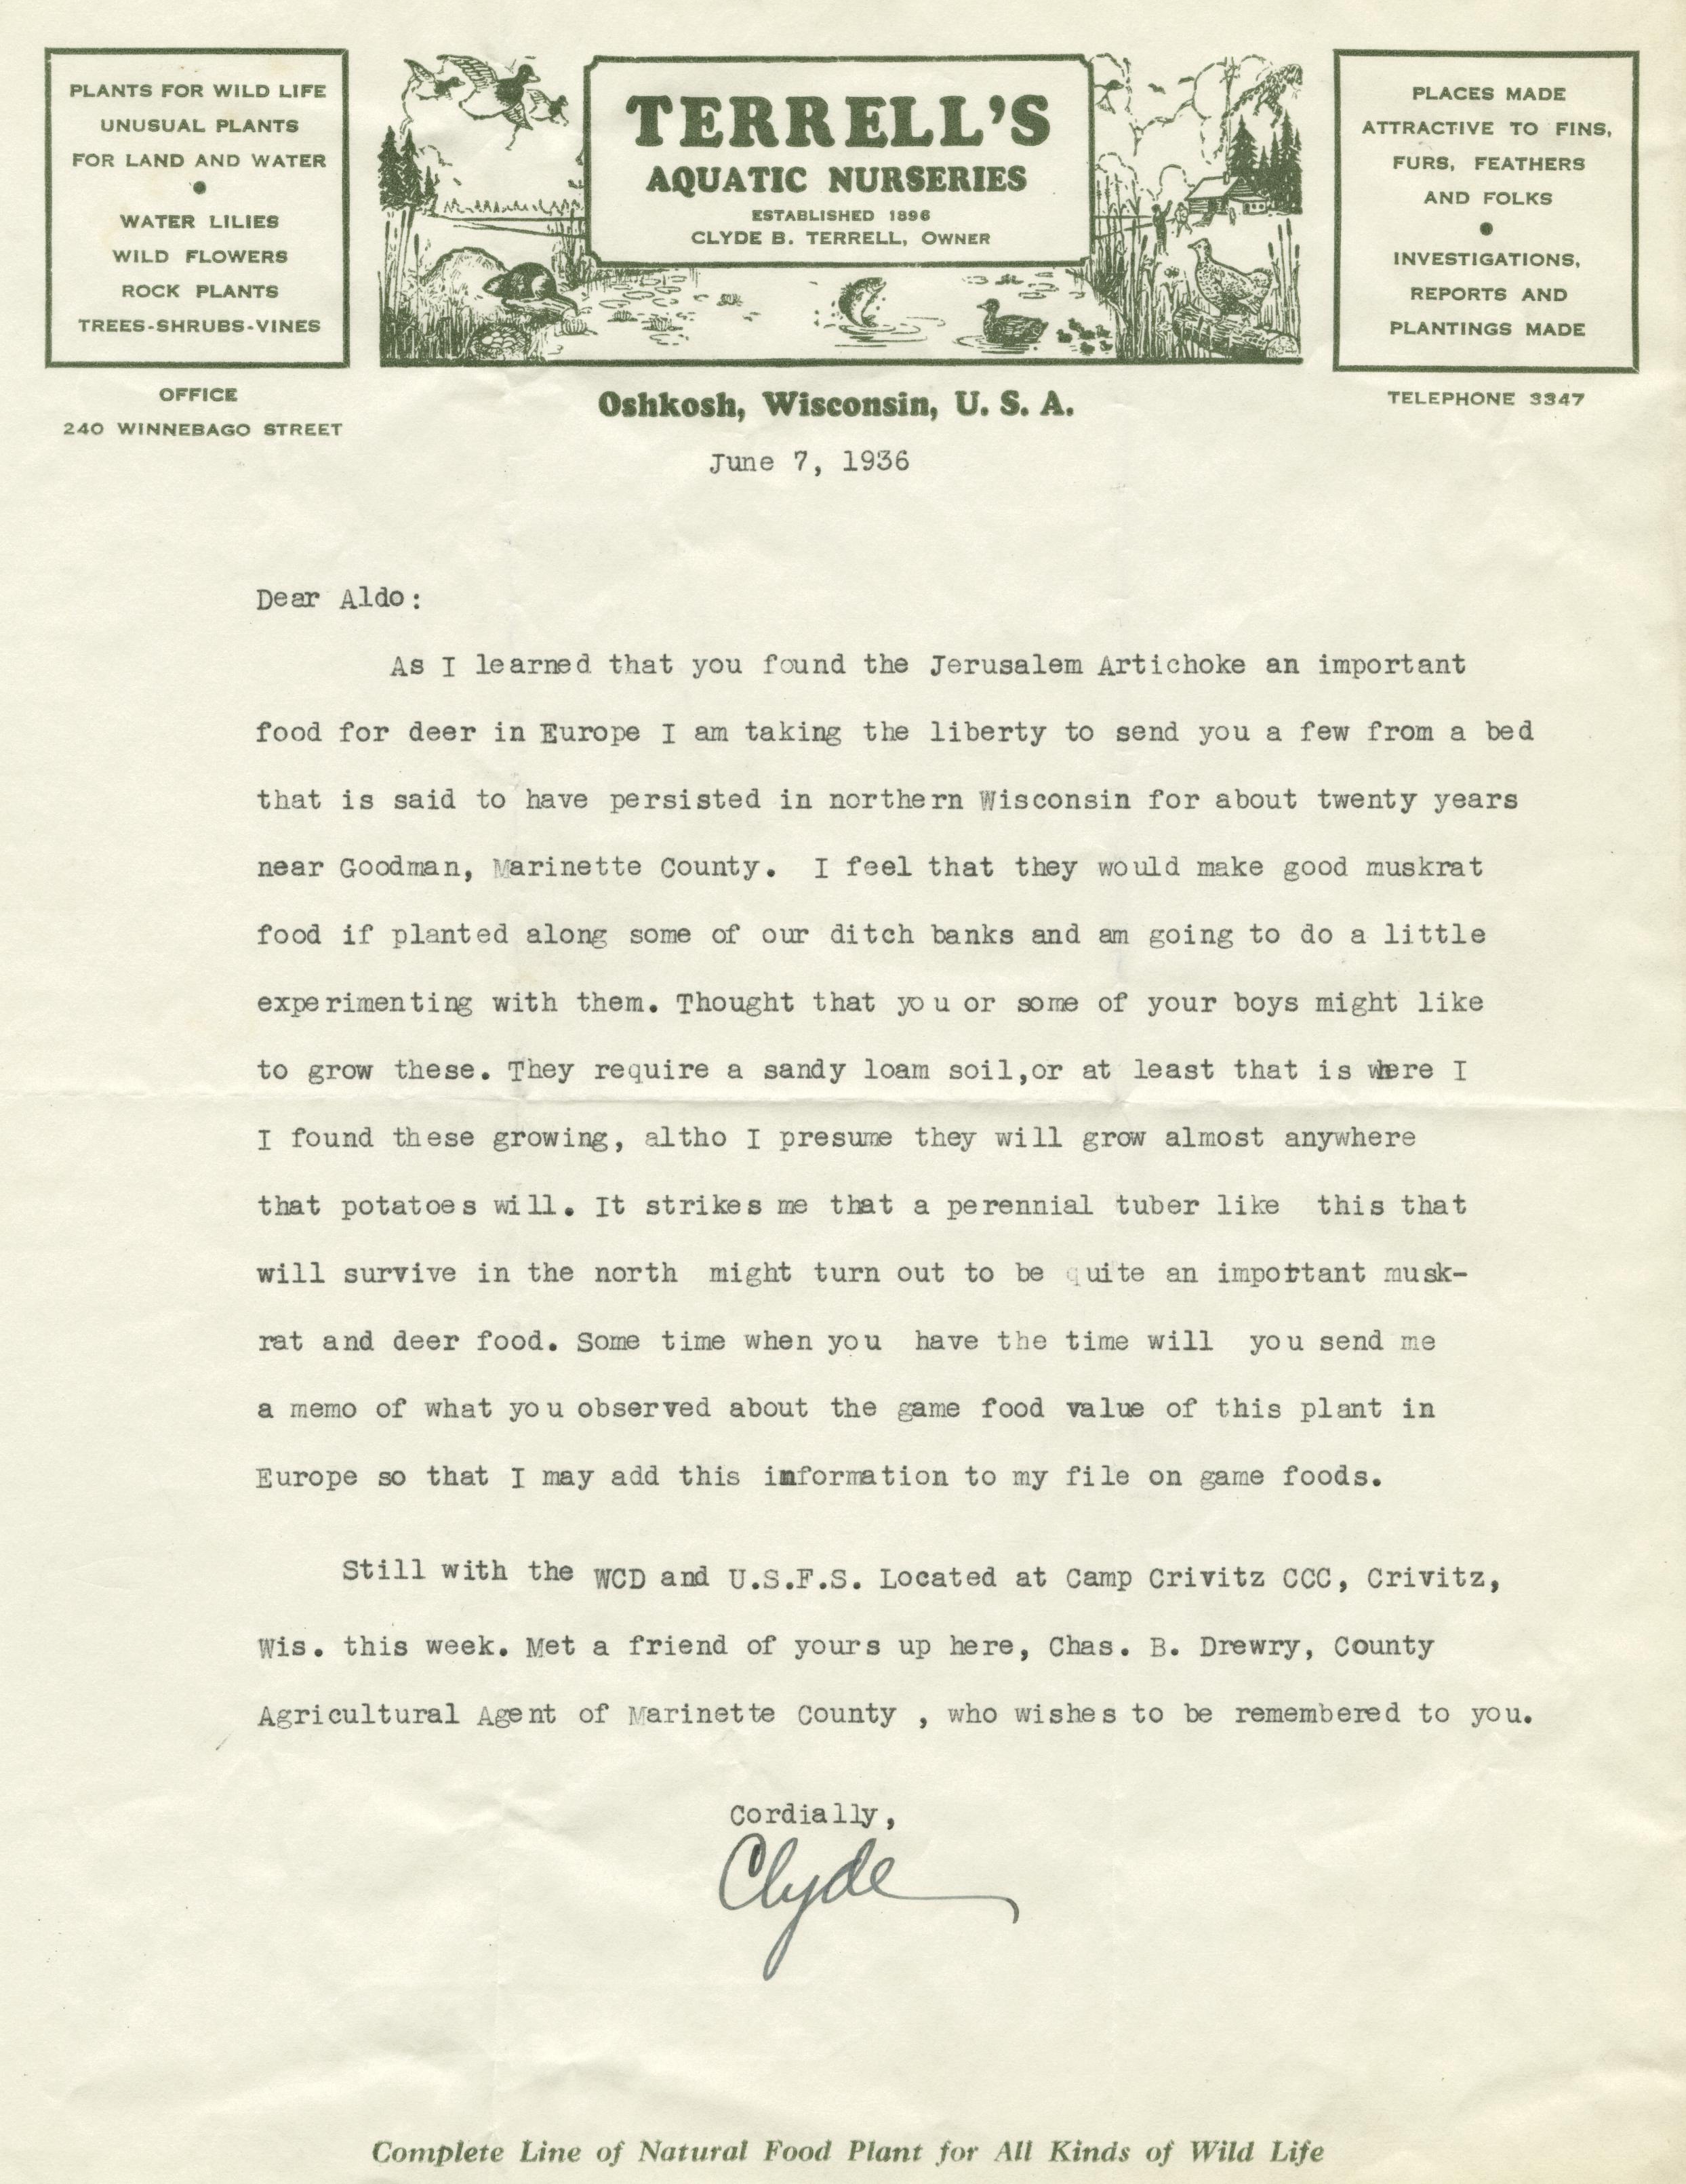 PLANTS FOR WILD LIFE
UNUSUAL PLANTS
FOR LAND AND WATER
WATER LILIES
WILD FLOWERS
ROCK PLANTS
TREES-SHRUBS-VINES
OFFICE
240 WINNEBAGO STREET
TERRELL'S
AQUATIC NURSERIES
ESTABLISHED 1896
CLYDE B. TERRELL, OWNER
Oshkosh, Wisconsin, U. S. A.
PLACES MADE
ATTRACTIVE TO FINS,
FURS, FEATHERS
AND FOLKS
INVESTIGATIONS,
REPORTS AND
PLANTINGS MADE
TELEPHONE 3347
June 7, 1936
Dear Aldo:
As I learned that you found the Jerusalem Artichoke an important
food for deer in Europe I am taking the liberty to send you a few from a bed
that is said to have persisted in northern Wisconsin for about twenty years
near Goodman, Marinette County. I feel that they would make good muskrat
food if planted along some of our ditch banks and am going to do a little
experimenting with them. Thought that you or some of your boys might like
to grow these. They require a sandy loam soil,or at least that is where I
I found these growing, altho I presume they will grow almost anywhere
that potatoes will. It strikes me that a perennial tuber like this that
will survive in the north might turn out to be quite an important musk-
rat and deer food. Some time when you have the time will you send me
a memo of what you observed about the game food value of this plant in
Europe so that I may add this information to my file on game foods.
Still with the WCD and U.S.F.S. Located at Camp Crivitz CCC, Crivitz,
Wis. this week. Met a friend of yours up here, Chas. B. Drewry, County
Agricultural Agent of Marinette County , who wishes to be remembered to you.
Cordially,
Clyde
Complete Line of Natural Food Plant for All Kinds of Wild Life